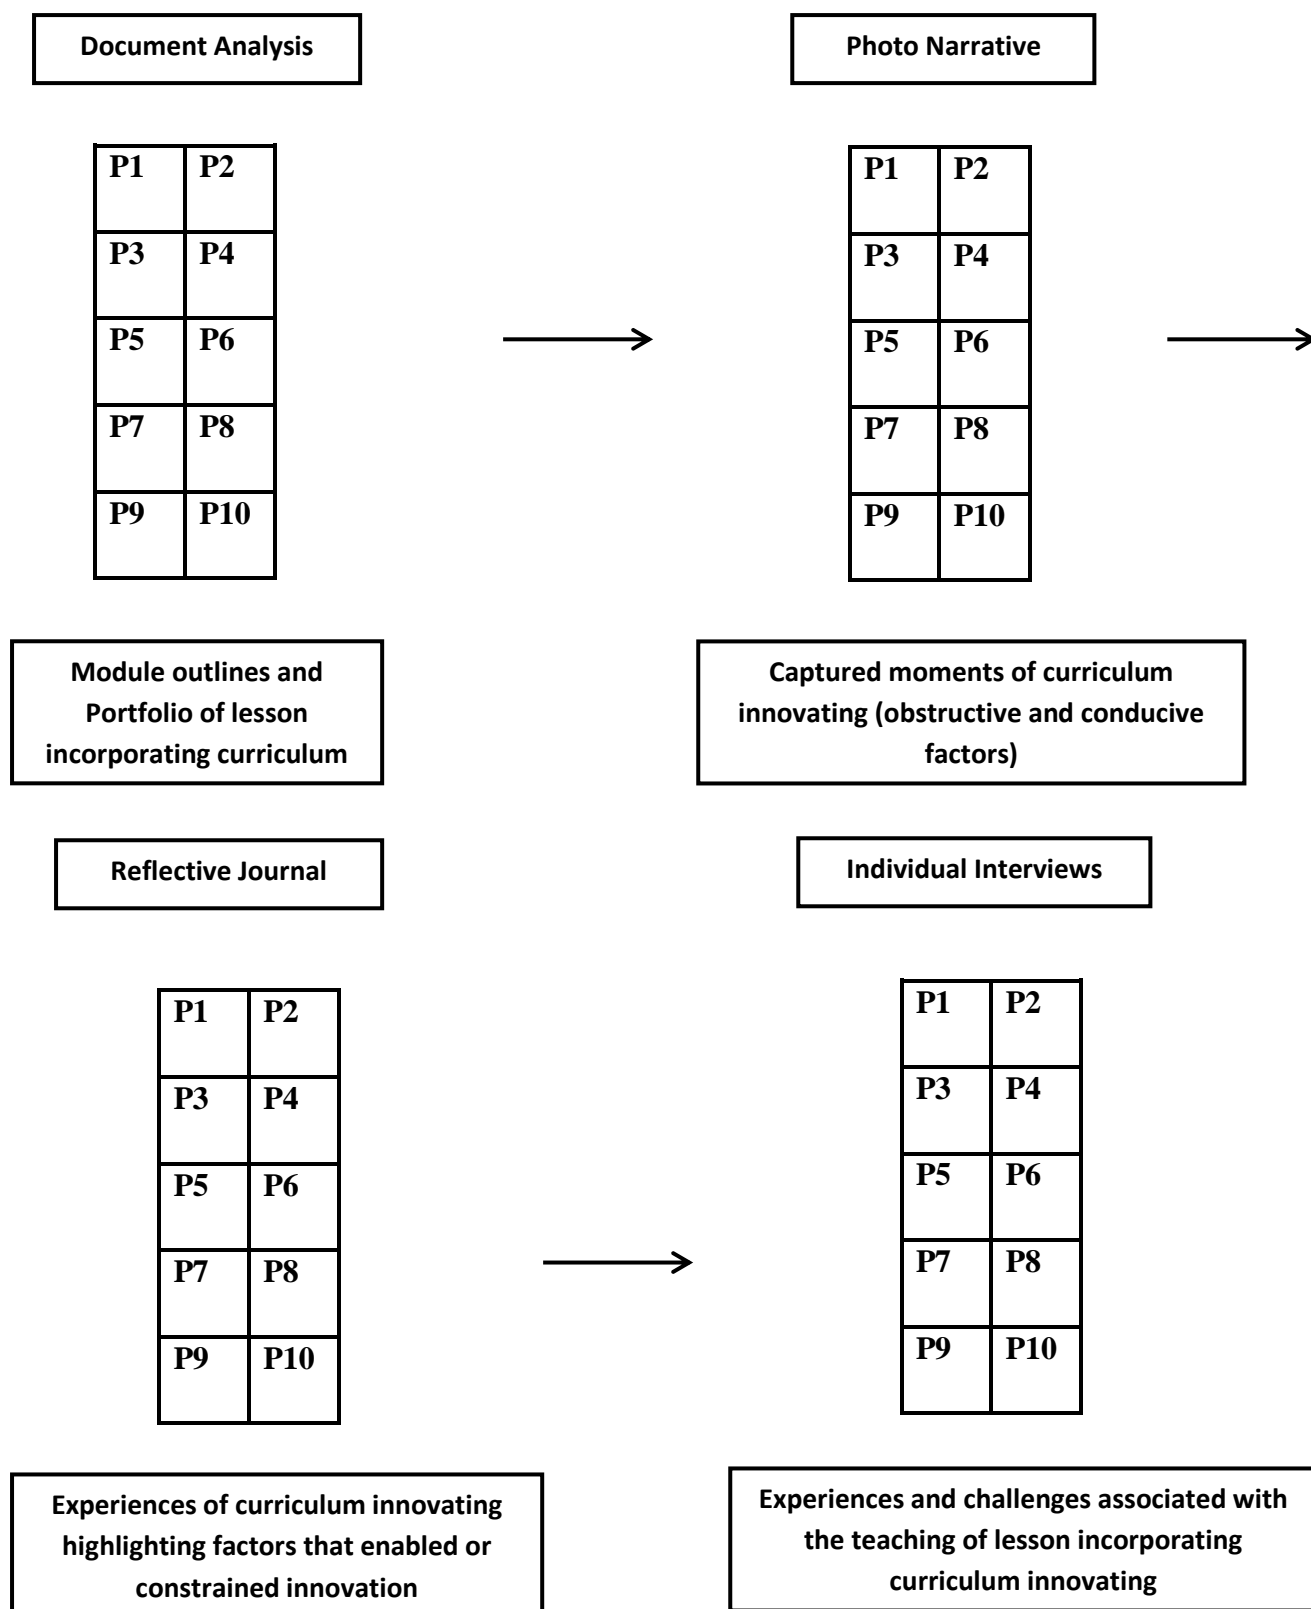 Document Analysis
P1 P2
P3 P4
P5 P6
P7 P8
P9 P10
Module outlines and
Portfolio of lesson
incorporating curriculum
Photo Narrative
P1 P2
P3 P4
P5 P6
P7 P8
P9 P10
Captured moments of curriculum
innovating (obstructive and conducive
factors)
Reflective Journal
P1 P2
P3 P4
P5 P6
P7 P8
P9 P10
Experiences of curriculum innovating
highlighting factors that enabled or
constrained innovation
Individual Interviews
P1 P2
P3 P4
P5 P6
P7 P8
P9 P10
Experiences and challenges associated with
the teaching of lesson incorporating
curriculum innovating